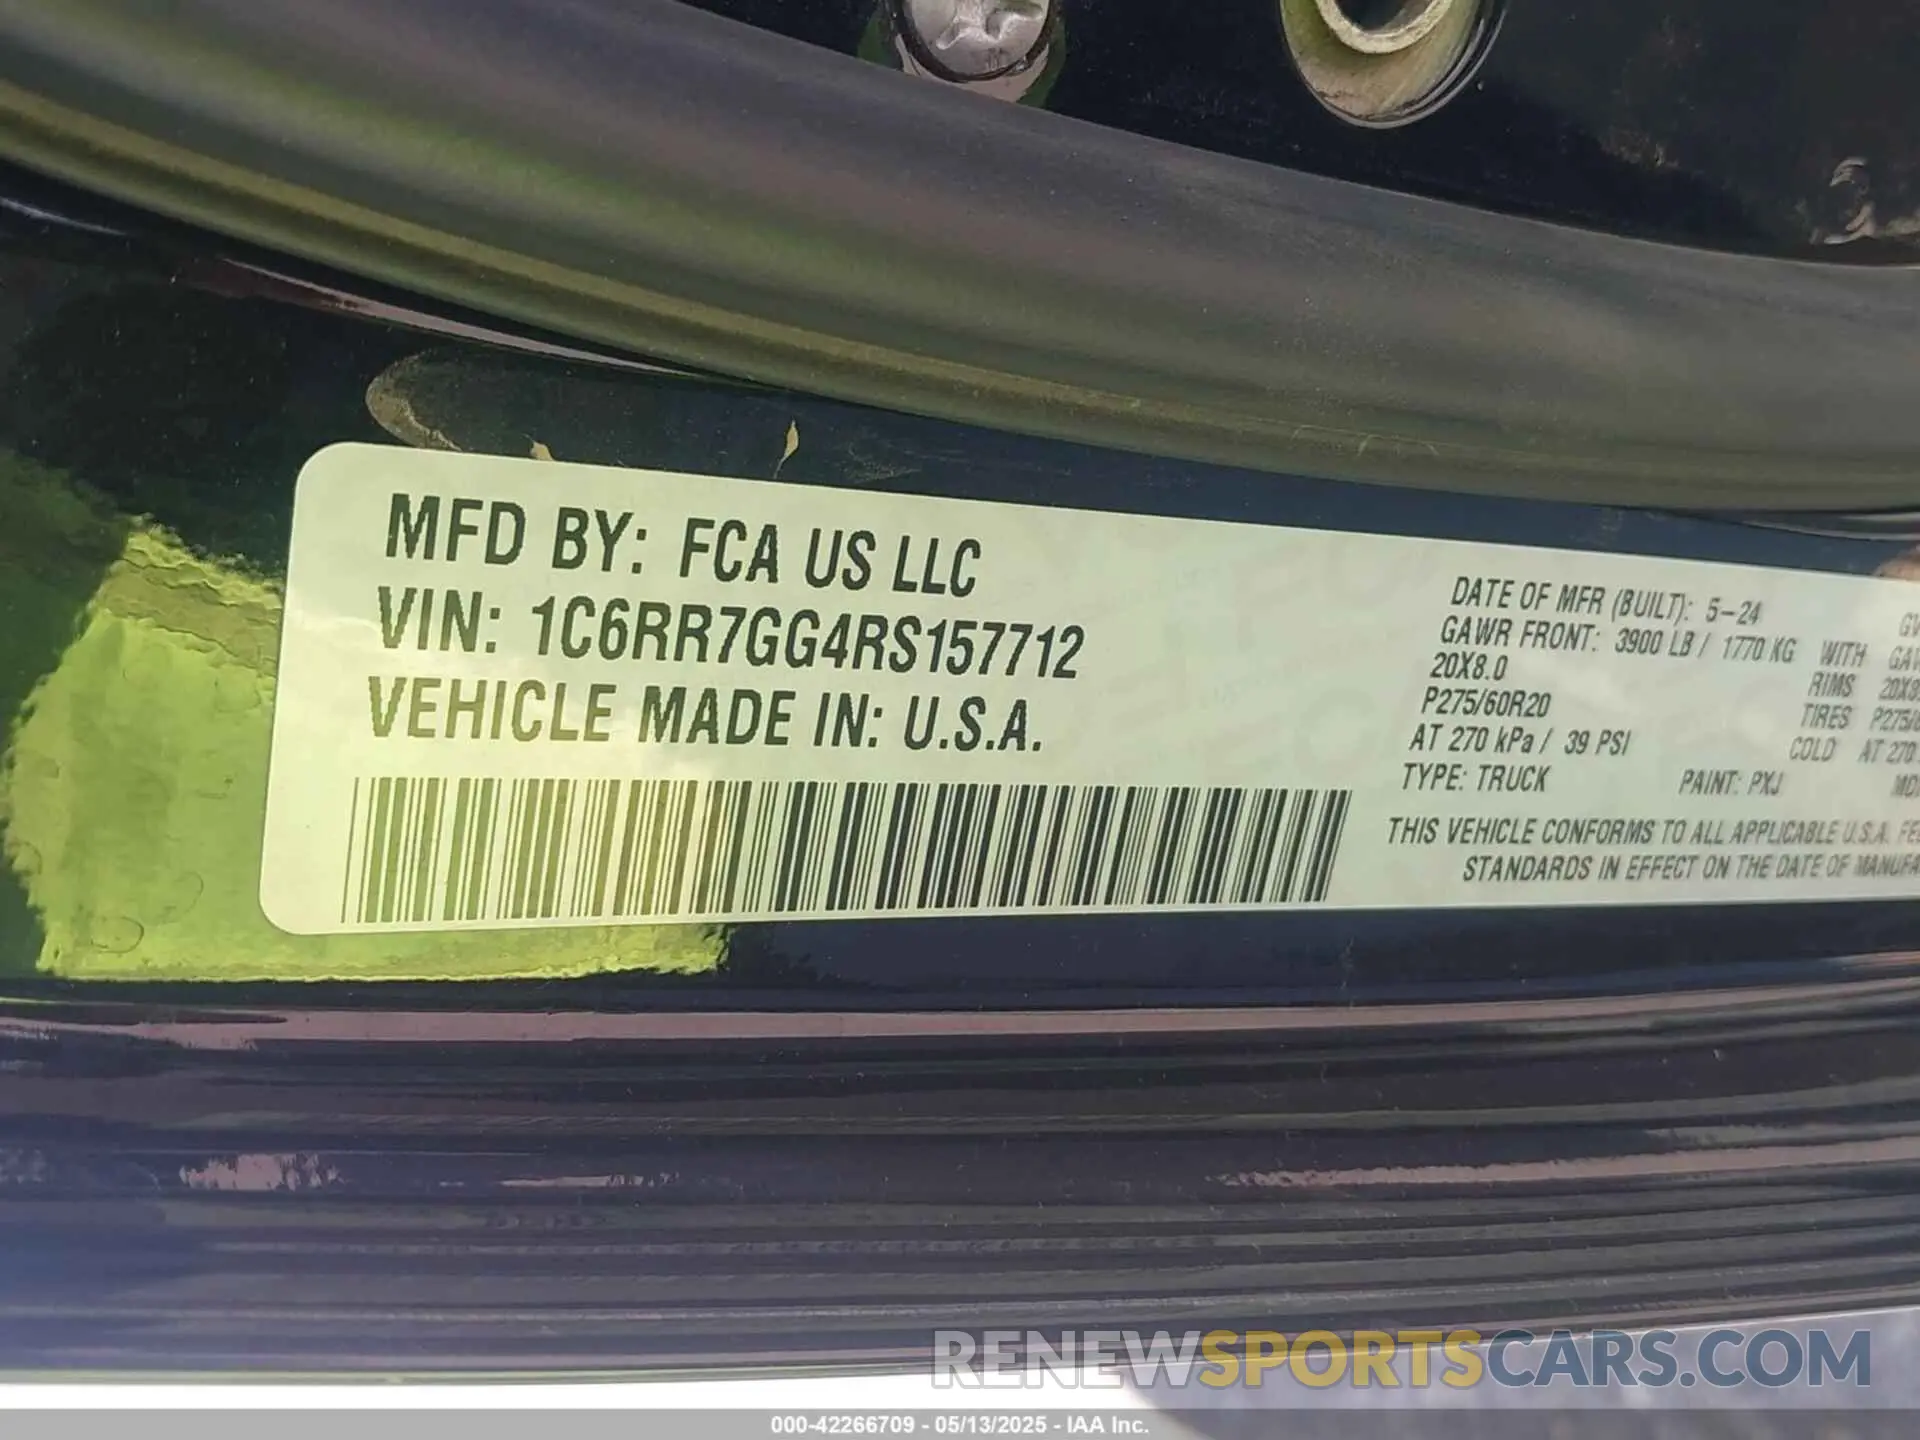 MFD BY: FCA US LLC
VIN: 1C6RR7GG4RS157712
VEHICLE MADE IN: U.S.A.
DATE OF MFR (BUILT): 5-24
GAWR FRONT: 3900 LB / 1770 KG WITH
20X8.0 RIMS
P275/60R20 TIRES
AT 270 kPa / 39 PSI COLD AT 270
TYPE: TRUCK PAINT: PXJ
THIS VEHICLE CONFORMS TO ALL APPLICABLE U.S.A.
STANDARDS IN EFFECT ON THE DATE OF
RENEWSPORTSCARS.COM
000-42266709 - 05/13/2025 - IAA Inc.